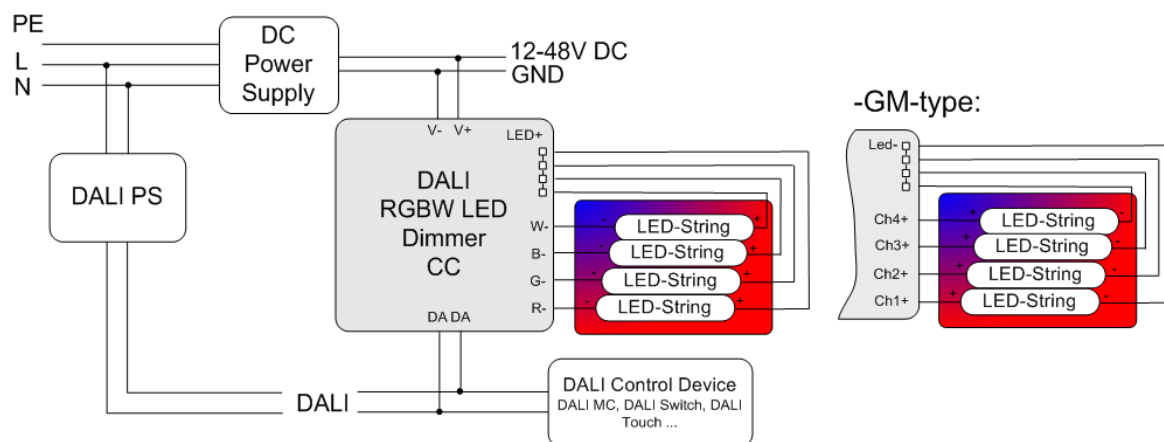 PE
L
N
DC
Power
Supply
12-48V DC
GND
DALI PS
V- V+
LED+
DALI
RGBW LED
Dimmer
CC
W-
B-
G-
R-
DA DA
- LED-String +
- LED-String +
- LED-String +
- LED-String +
DALI
DALI Control Device
DALI MC, DALI Switch, DALI
Touch ...
-GM-type:
Led-
Ch4+
Ch3+
Ch2+
Ch1+
+ LED-String -
+ LED-String -
+ LED-String -
+ LED-String -